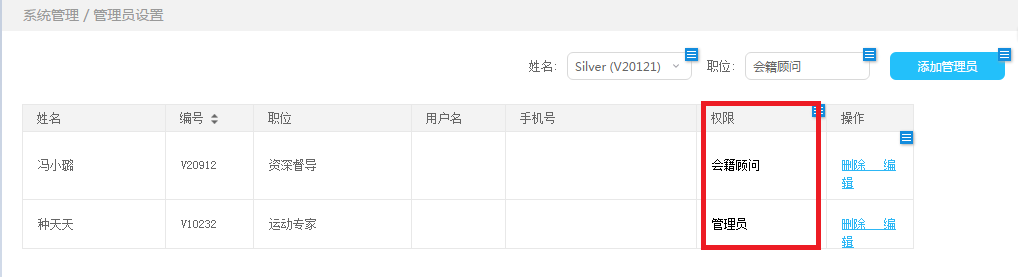 系统管理 / 管理员设置
姓名: Silver (V20121) 职位: 会籍顾问 添加管理员
姓名 编号 职位 用户名 手机号 权限 操作
冯小璐 V20912 资深督导 会籍顾问 删除 编
辑
种天天 V10232 运动专家 管理员 删除 编
辑